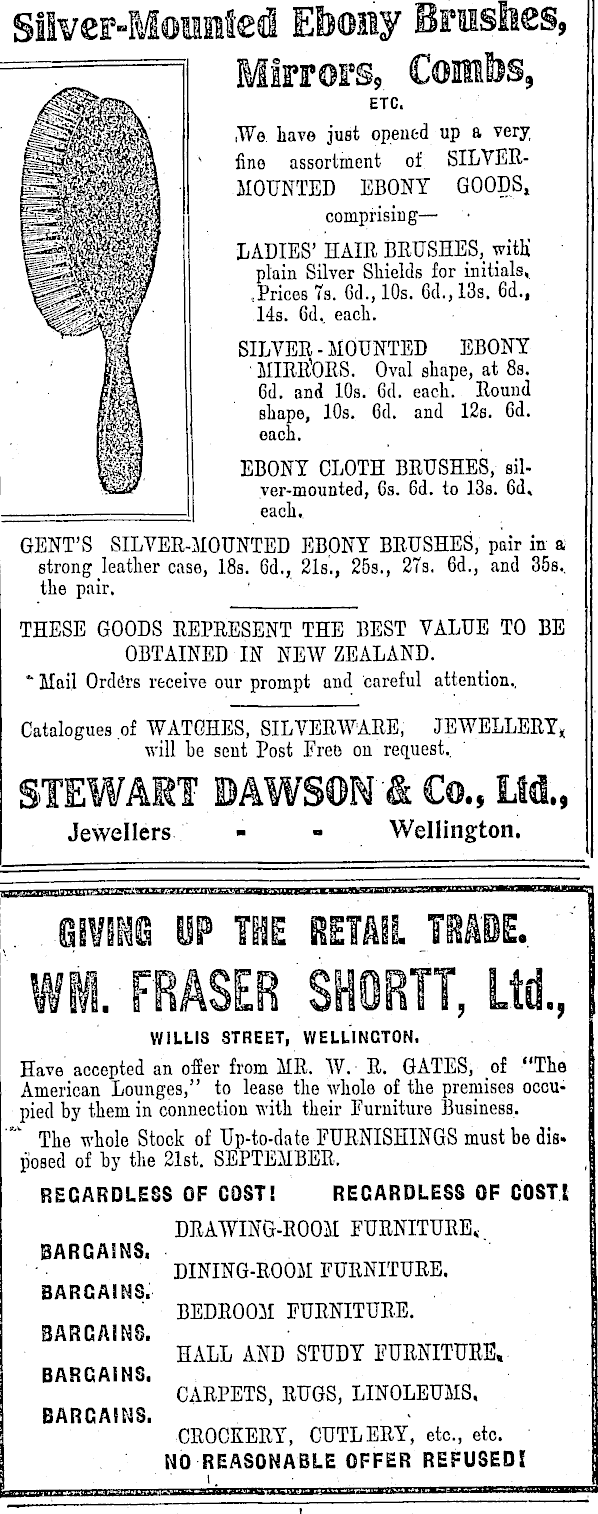 Silver-Mounted Ebony Brushes,
Mirrors, Combs,
ETC.
We have just opened up a very
fine assortment of SILVER-
MOUNTED EBONY GOODS,
comprising—
LADIES' HAIR BRUSHES, with
plain Silver Shields for initials.
Prices 7s. 6d., 10s. 6d., 13s. 6d.,
14s. 6d. each.
SILVER-MOUNTED EBONY
MIRRORS. Oval shape, at 8s.
6d. and 10s. 6d. each. Round
shape, 10s. 6d. and 12s. 6d.
each.
EBONY CLOTH BRUSHES, sil-
ver-mounted, 6s. 6d. to 13s. 6d.
each.
GENT'S SILVER-MOUNTED EBONY BRUSHES, pair in a
strong leather case, 18s. 6d., 21s., 25s., 27s. 6d., and 35s.
the pair.
THESE GOODS REPRESENT THE BEST VALUE TO BE
OBTAINED IN NEW ZEALAND.
Mail Orders receive our prompt and careful attention.
Catalogues of WATCHES, SILVERWARE, JEWELLERY,
will be sent Post Free on request.
STEWART DAWSON & Co., Ltd.,
Jewellers - - Wellington.
GIVING UP THE RETAIL TRADE.
WM. FRASER SHORTT, Ltd.,
WILLIS STREET, WELLINGTON.
Have accepted an offer from MR. W. R. GATES, of "The
American Lounges," to lease the whole of the premises occu-
pied by them in connection with their Furniture Business.
The whole Stock of Up-to-date FURNISHINGS must be dis-
posed of by the 21st. SEPTEMBER.
REGARDLESS OF COST! REGARDLESS OF COST!
DRAWING-ROOM FURNITURE.
BARGAINS.
DINING-ROOM FURNITURE.
BARGAINS.
BEDROOM FURNITURE.
BARGAINS.
HALL AND STUDY FURNITURE.
BARGAINS.
CARPETS, RUGS, LINOLEUMS.
BARGAINS.
CROCKERY, CUTLERY, etc., etc.
NO REASONABLE OFFER REFUSED!